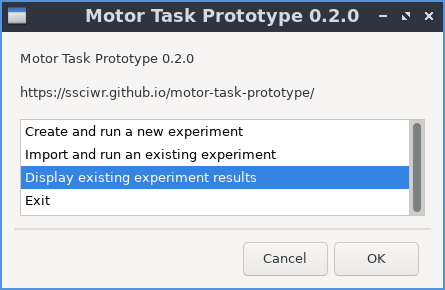 Motor Task Prototype 0.2.0
Motor Task Prototype 0.2.0
https://ssciwr.github.io/motor-task-prototype/
Create and run a new experiment
Import and run an existing experiment
Display existing experiment results
Exit
Cancel
OK